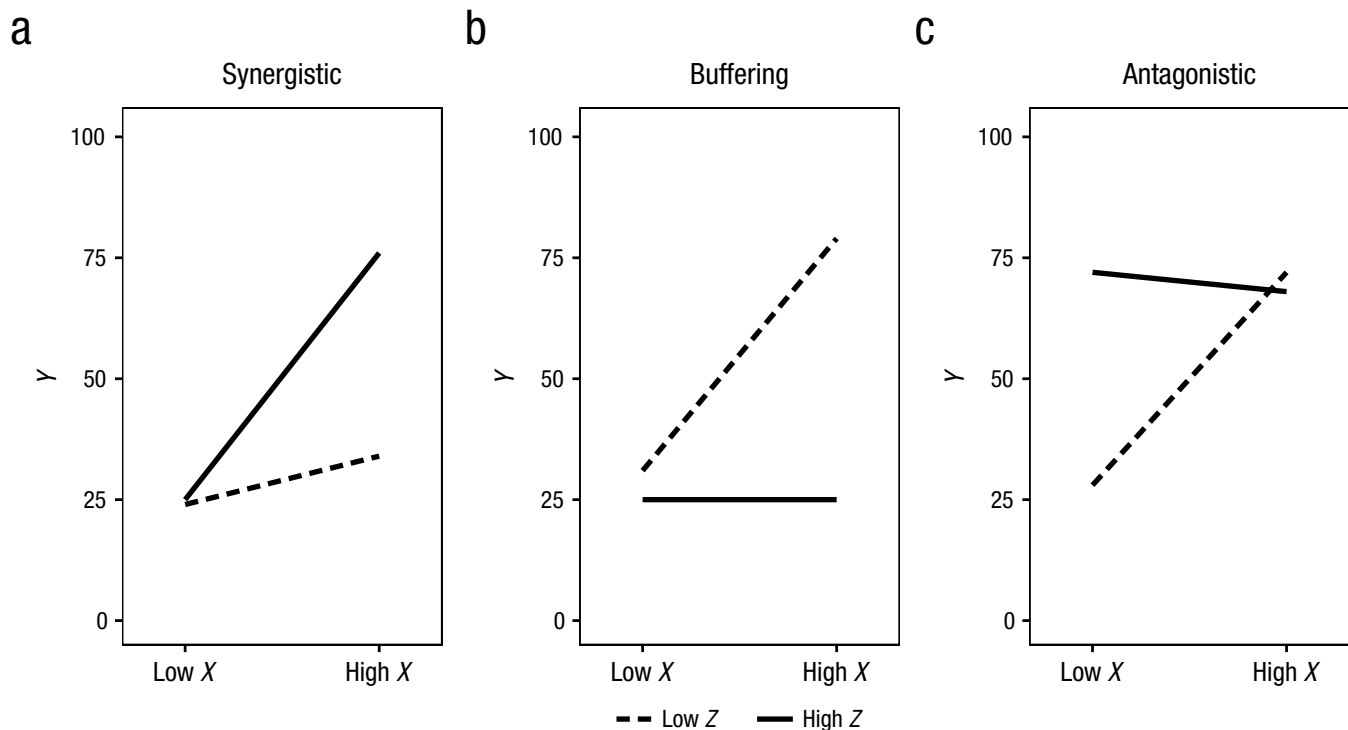 a
Synergistic
100
75
50
25
0
Y
Low X
High X
b
Buffering
100
75
50
25
0
Y
Low X
High X
c
Antagonistic
100
75
50
25
0
Y
Low X
High X
Low Z
High Z